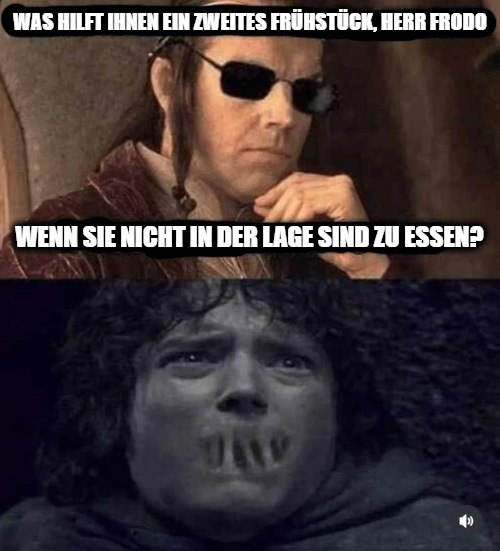 WAS HILFT IHNEN EIN ZWEITES FRÜHSTÜCK, HERR FRODO
WENN SIE NICHT IN DER LAGE SIND ZU ESSEN?